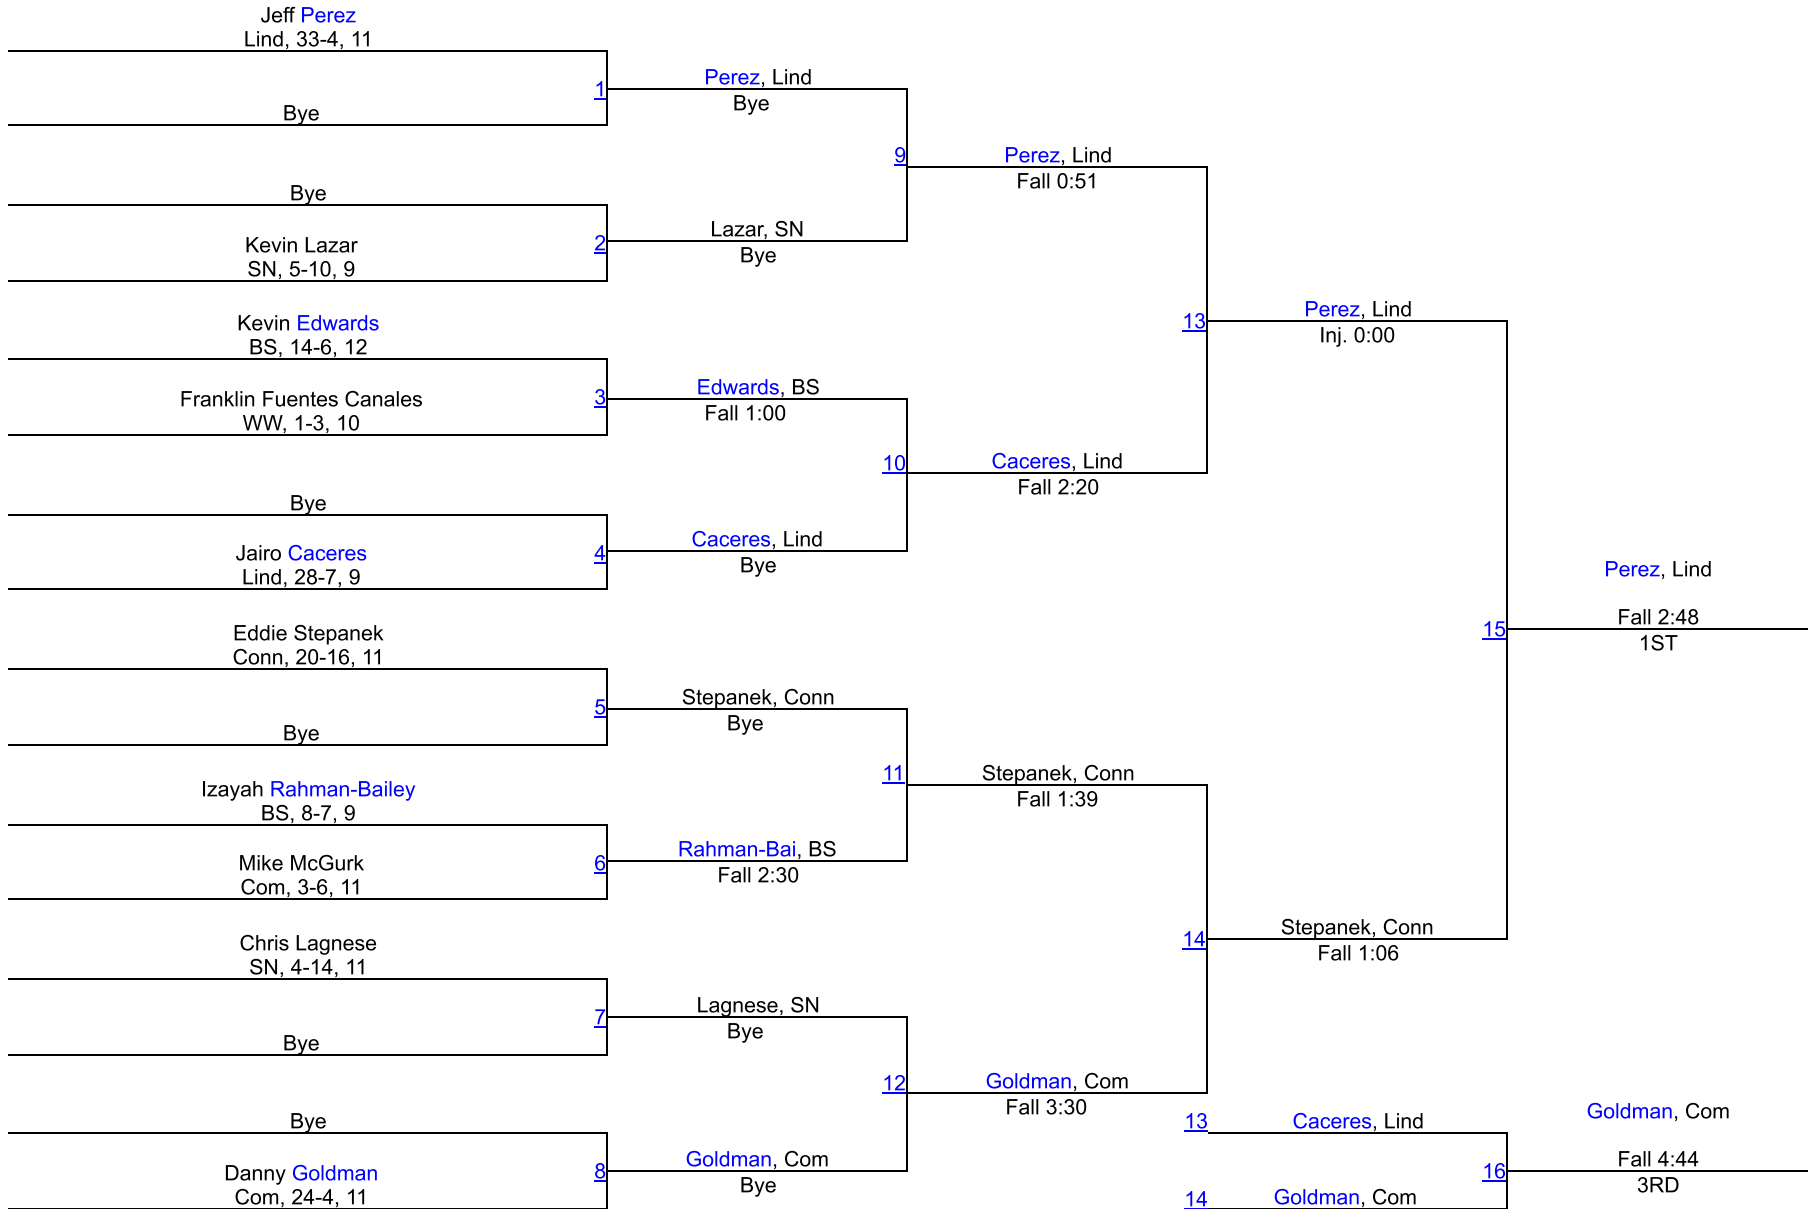 Jeff Perez
Lind, 33-4, 11
Bye
1
Perez, Lind
Bye
Bye
Kevin Lazar
SN, 5-10, 9
2
Lazar, SN
Bye
9
Perez, Lind
Fall 0:51
Kevin Edwards
BS, 14-6, 12
Franklin Fuentes Canales
WW, 1-3, 10
3
Edwards, BS
Fall 1:00
Bye
Jairo Caceres
Lind, 28-7, 9
4
Caceres, Lind
Bye
10
Caceres, Lind
Fall 2:20
13
Perez, Lind
Inj. 0:00
Eddie Stepanek
Conn, 20-16, 11
Bye
5
Stepanek, Conn
Bye
Izayah Rahman-Bailey
BS, 8-7, 9
Mike McGurk
Com, 3-6, 11
6
Rahman-Bai, BS
Fall 2:30
11
Stepanek, Conn
Fall 1:39
Chris Lagnese
SN, 4-14, 11
Bye
7
Lagnese, SN
Bye
Bye
Danny Goldman
Com, 24-4, 11
8
Goldman, Com
Bye
12
Goldman, Com
Fall 3:30
14
Stepanek, Conn
Fall 1:06
15
Perez, Lind
Fall 2:48
1ST
13
Caceres, Lind
14
Goldman, Com
16
Goldman, Com
Fall 4:44
3RD